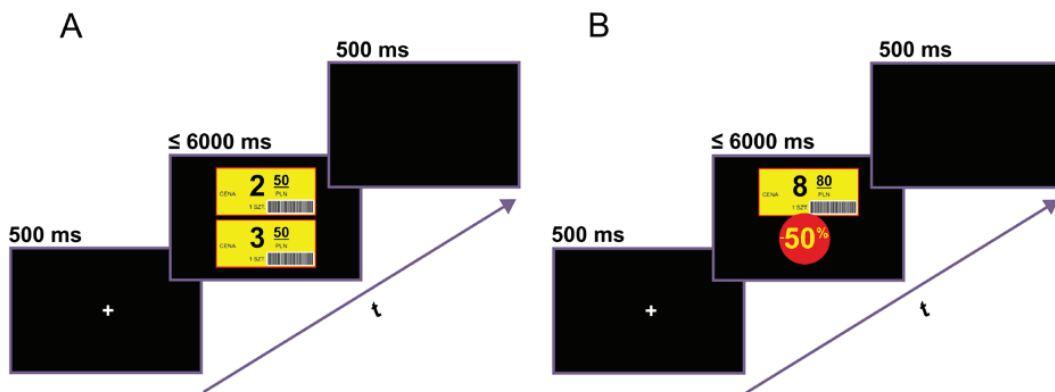 A
500 ms
≤ 6000 ms
2 50
CENA PLN
1 SZT.
3 50
CENA PLN
1 SZT.
500 ms
+
t
B
500 ms
≤ 6000 ms
8 80
CENA PLN
1 SZT.
-50%
500 ms
+
t